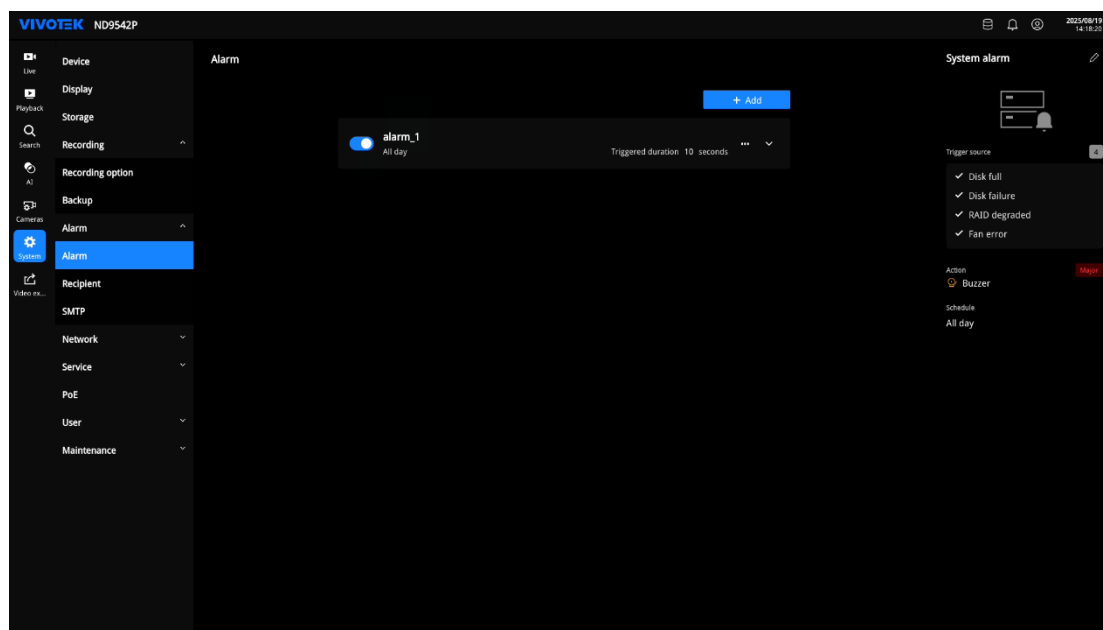 VIVOTEK ND9542P
2025/08/19
14:18:20
Live
Playback
Search
AI
Cameras
System
Video ex...
Device
Display
Storage
Recording
Recording option
Backup
Alarm
Alarm
Recipient
SMTP
Network
Service
PoE
User
Maintenance
Alarm
+ Add
alarm_1
All day
Triggered duration 10 seconds
System alarm
Trigger source 4
Disk full
Disk failure
RAID degraded
Fan error
Action Major
Buzzer
Schedule
All day